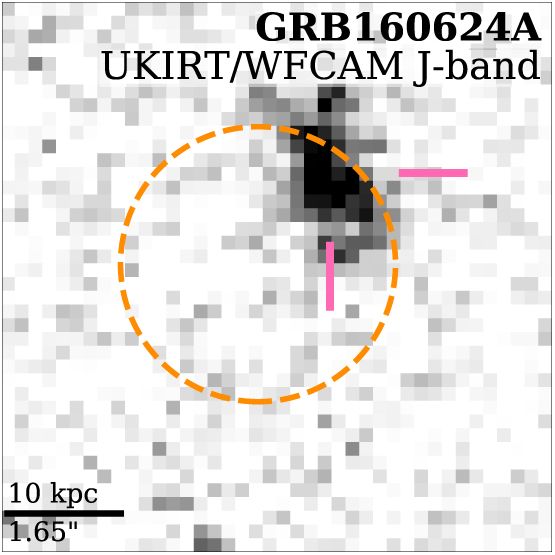 GRB160624A
UKIRT/WFCAM J-band
10 kpc
1.65"